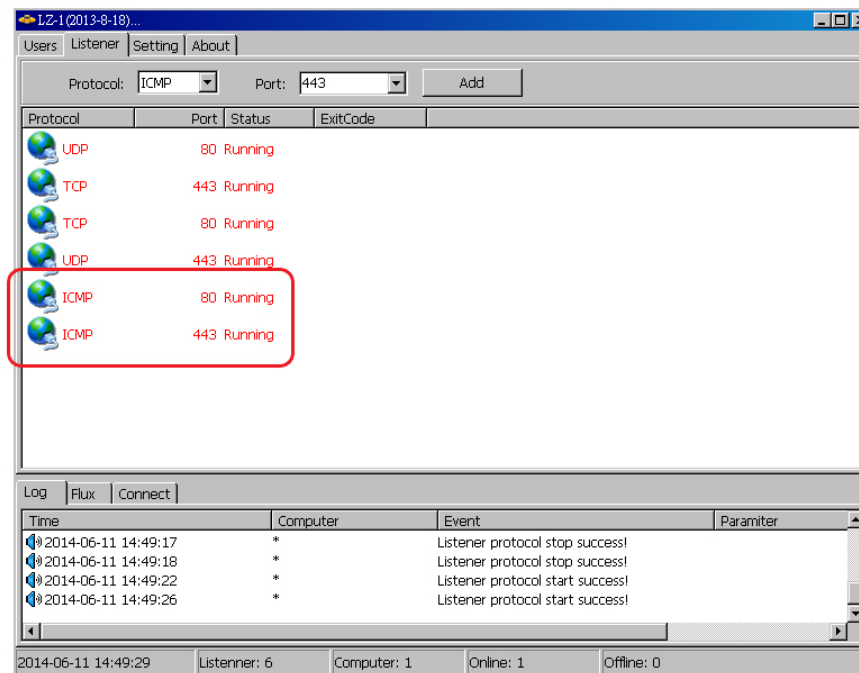 LZ-1(2013-8-18)...
Users Listener Setting About
Protocol: ICMP Port: 443 Add
Protocol Port Status ExitCode
UDP 80 Running
TCP 443 Running
TCP 80 Running
UDP 443 Running
ICMP 80 Running
ICMP 443 Running
Log Flux Connect
Time Computer Event Paramiter
2014-06-11 14:49:17 * Listener protocol stop success!
2014-06-11 14:49:18 * Listener protocol stop success!
2014-06-11 14:49:22 * Listener protocol start success!
2014-06-11 14:49:26 * Listener protocol start success!
2014-06-11 14:49:29 Listenner: 6 Computer: 1 Online: 1 Offline: 0